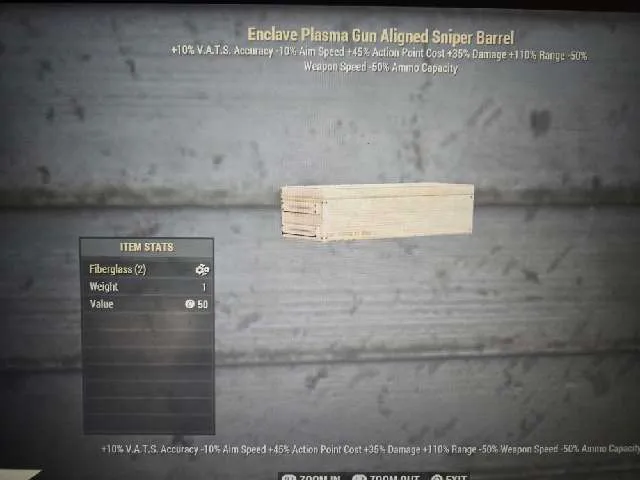 Enclave Plasma Gun Aligned Sniper Barrel
+10% V.A.T.S. Accuracy -10% Aim Speed +45% Action Point Cost +35% Damage +110% Range -50%
Weapon Speed -50% Ammo Capacity
ITEM STATS
Fiberglass (2)
Weight 1
Value 50
+10% V.A.T.S. Accuracy -10% Aim Speed +45% Action Point Cost +35% Damage +110% Range -50% Weapon Speed -50% Ammo Capacity
ZOOM IN ZOOM OUT EXIT